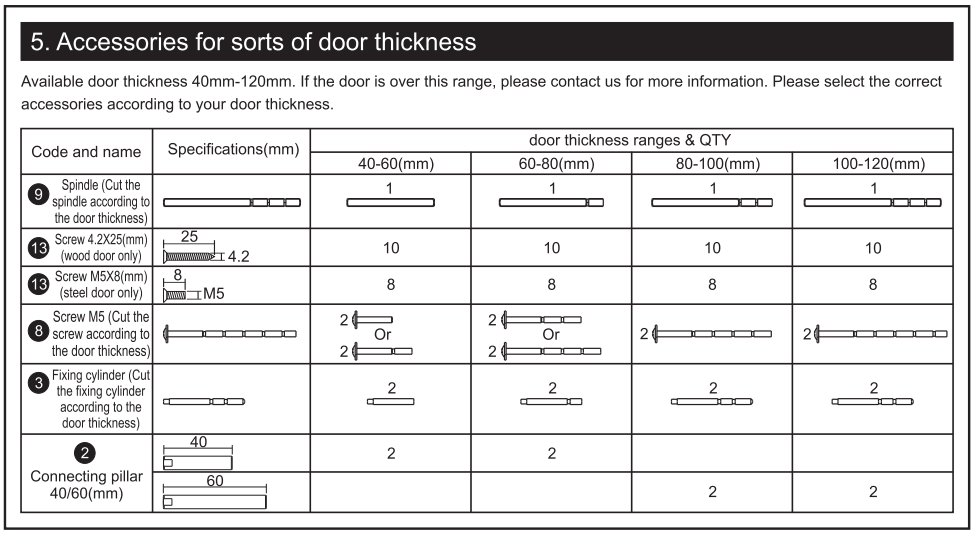 5. Accessories for sorts of door thickness
Available door thickness 40mm-120mm. If the door is over this range, please contact us for more information. Please select the correct
accessories according to your door thickness.
Code and name
Specifications(mm)
door thickness ranges & QTY
40-60(mm) 60-80(mm) 80-100(mm) 100-120(mm)
9 Spindle (Cut the
spindle according to
the door thickness)
1 1 1 1
13 Screw 4.2X25(mm)
(wood door only)
25
4.2
10 10 10 10
13 Screw M5X8(mm)
(steel door only)
8
M5
8 8 8 8
8 Screw M5 (Cut the
screw according to
the door thickness)
2
Or
2
2
Or
2
2
2
3 Fixing cylinder (Cut
the fixing cylinder
according to the
door thickness)
2 2 2 2
2
Connecting pillar
40/60(mm)
40
2 2
60
2 2